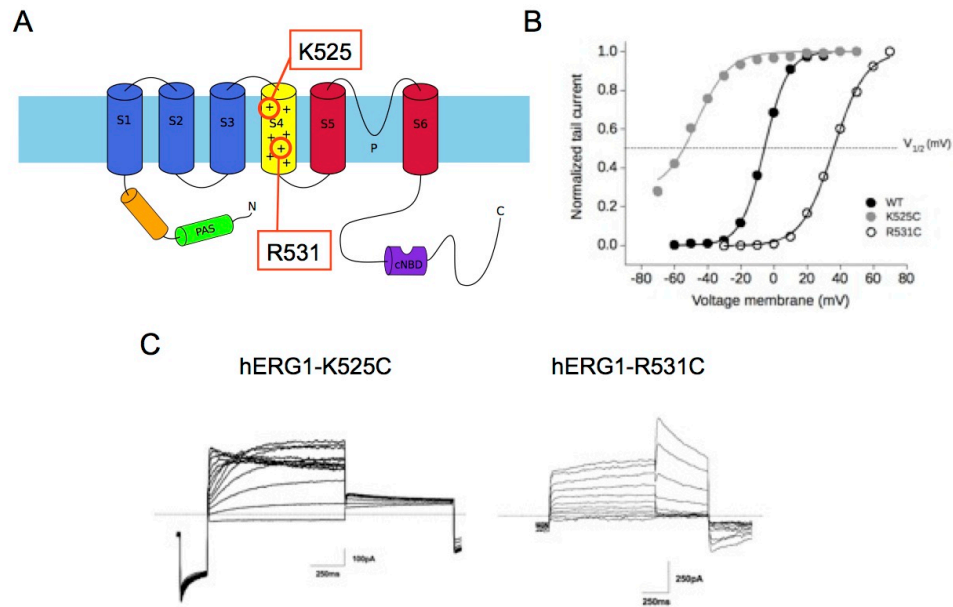 A
K525
S1
S2
S3
+
+
+
S4
+
+
+
+
+
S5
P
S6
N
PAS
C
cNBD
R531
B
Normalized tail current
1.0
0.8
0.6
0.4
0.2
0.0
V1/2 (mV)
WT
K525C
R531C
-80 -60 -40 -20 0 20 40 60 80
Voltage membrane (mV)
C
hERG1-K525C
hERG1-R531C
100pA
250ms
250pA
250ms